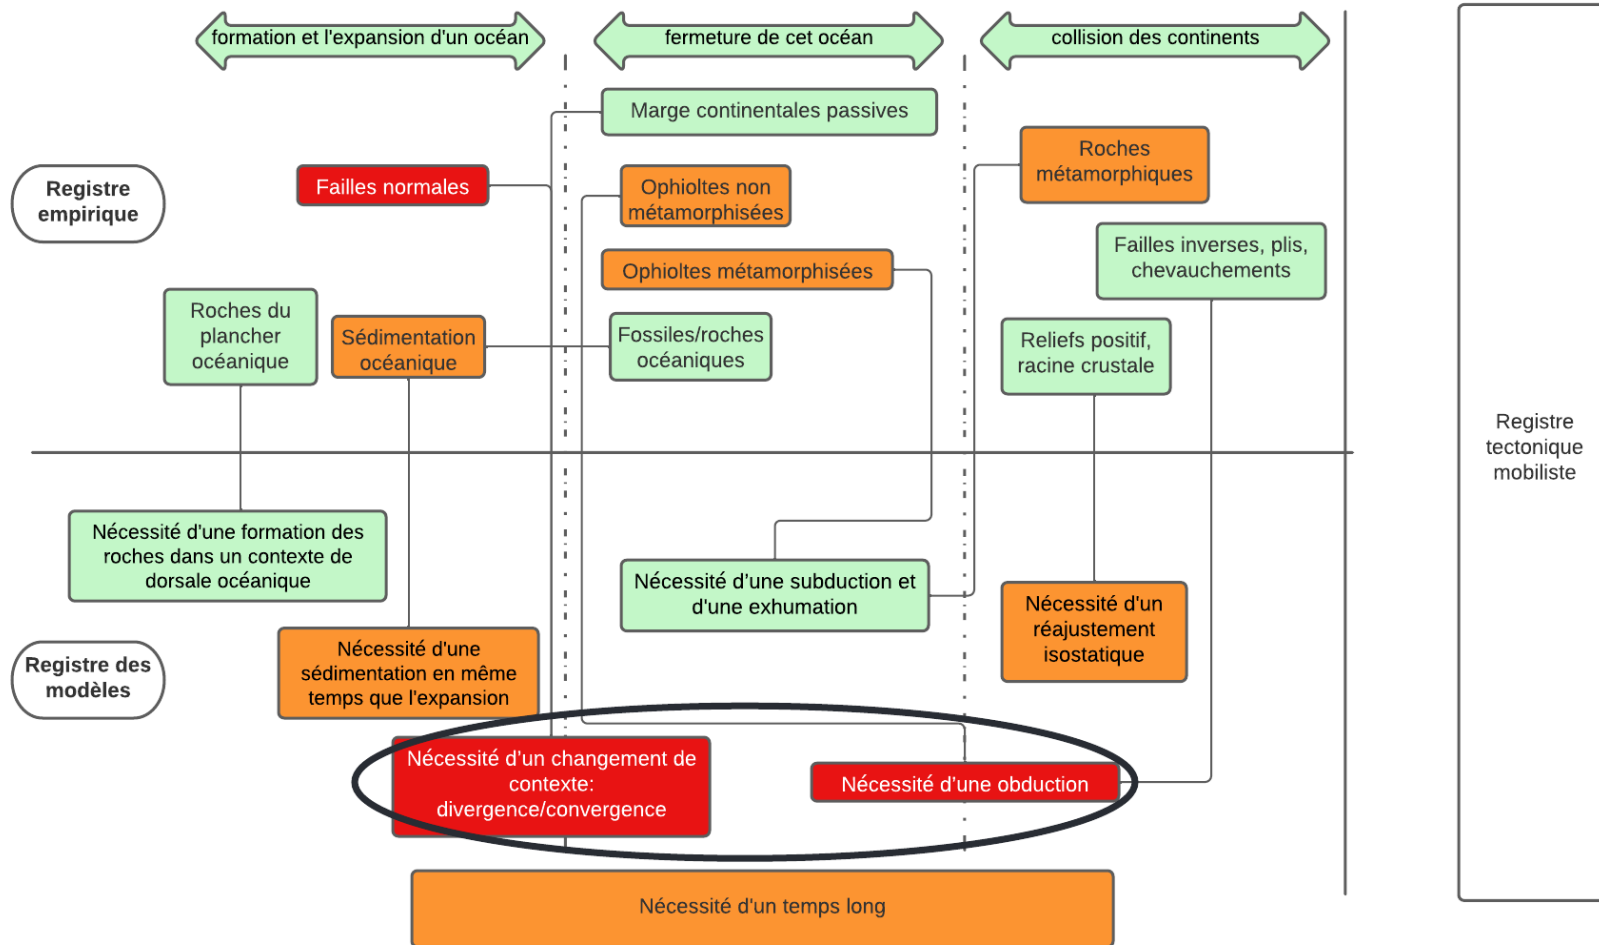 formation et l'expansion d'un océan
fermeture de cet océan
collision des continents
Marge continentales passives
Registre
empirique
Failles normales
Ophioltes non
métamorphisées
Roches
métamorphiques
Ophioltes métamorphisées
Failles inverses, plis,
chevauchements
Roches du
plancher
océanique
Sédimentation
océanique
Fossiles/roches
océaniques
Reliefs positif,
racine crustale
Registre
tectonique
mobiliste
Nécessité d'une formation des
roches dans un contexte de
dorsale océanique
Nécessité d'une subduction et
d'une exhumation
Nécessité d'un
réajustement
isostatique
Registre des
modèles
Nécessité d'une
sédimentation en même
temps que l'expansion
Nécessité d'un changement de
contexte:
divergence/convergence
Nécessité d'une obduction
Nécessité d'un temps long